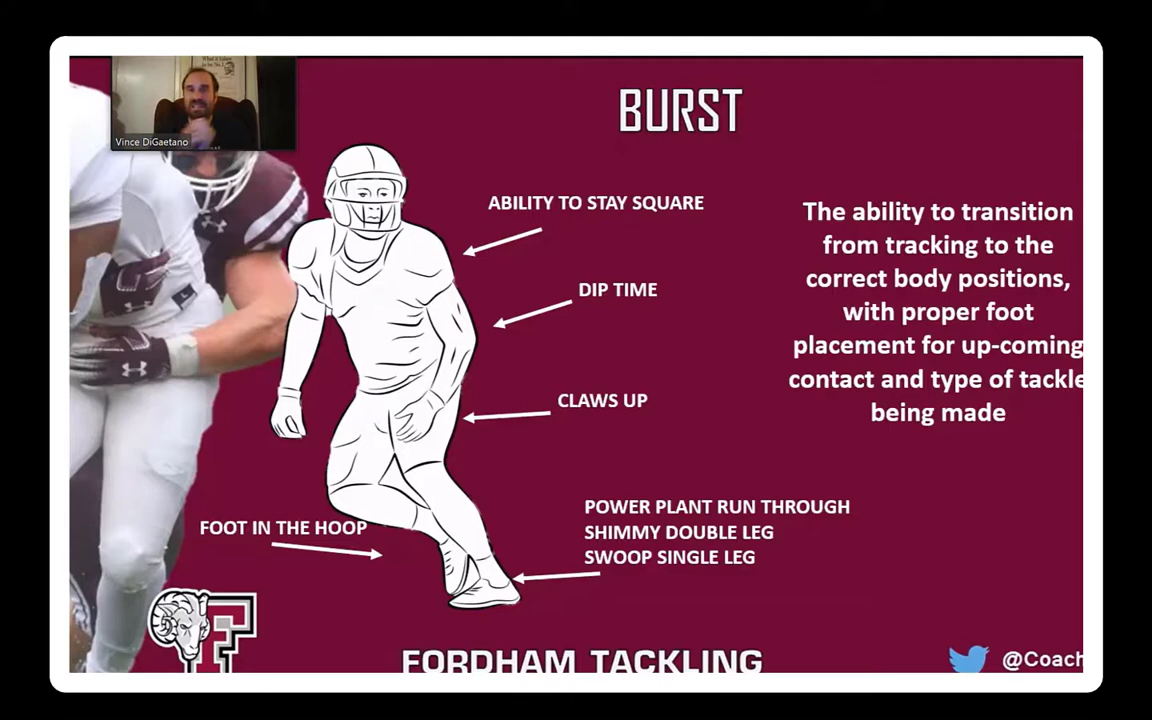 BURST
Vince DiGaetano
ABILITY TO STAY SQUARE
DIP TIME
CLAWS UP
FOOT IN THE HOOP
POWER PLANT RUN THROUGH
SHIMMY DOUBLE LEG
SWOOP SINGLE LEG
The ability to transition
from tracking to the
correct body positions,
with proper foot
placement for up-coming
contact and type of tackle
being made
F
FORDHAM TACKLING
@Coach